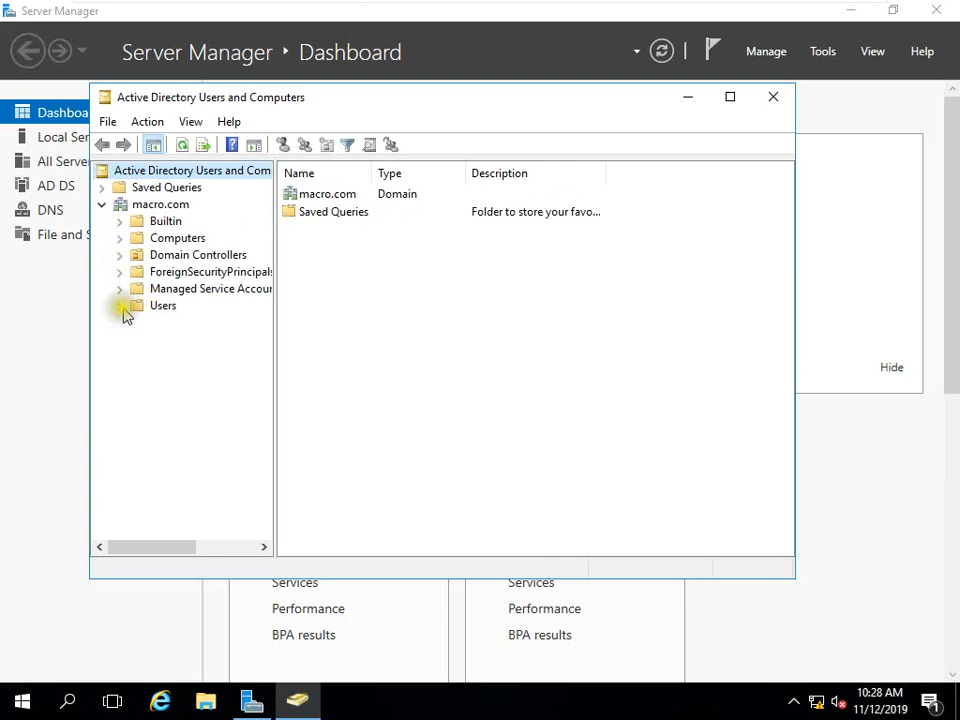 Server Manager
Server Manager ‣ Dashboard
Manage Tools View Help
Dashboa
Local Ser
All Serve
AD DS
DNS
File and S
Active Directory Users and Computers
File Action View Help
Active Directory Users and Com
Saved Queries
macro.com
Builtin
Computers
Domain Controllers
ForeignSecurityPrincipals
Managed Service Accour
Users
Name Type Description
macro.com Domain
Saved Queries Folder to store your favo...
Hide
Services Services
Performance Performance
BPA results BPA results
10:28 AM
11/12/2019
1